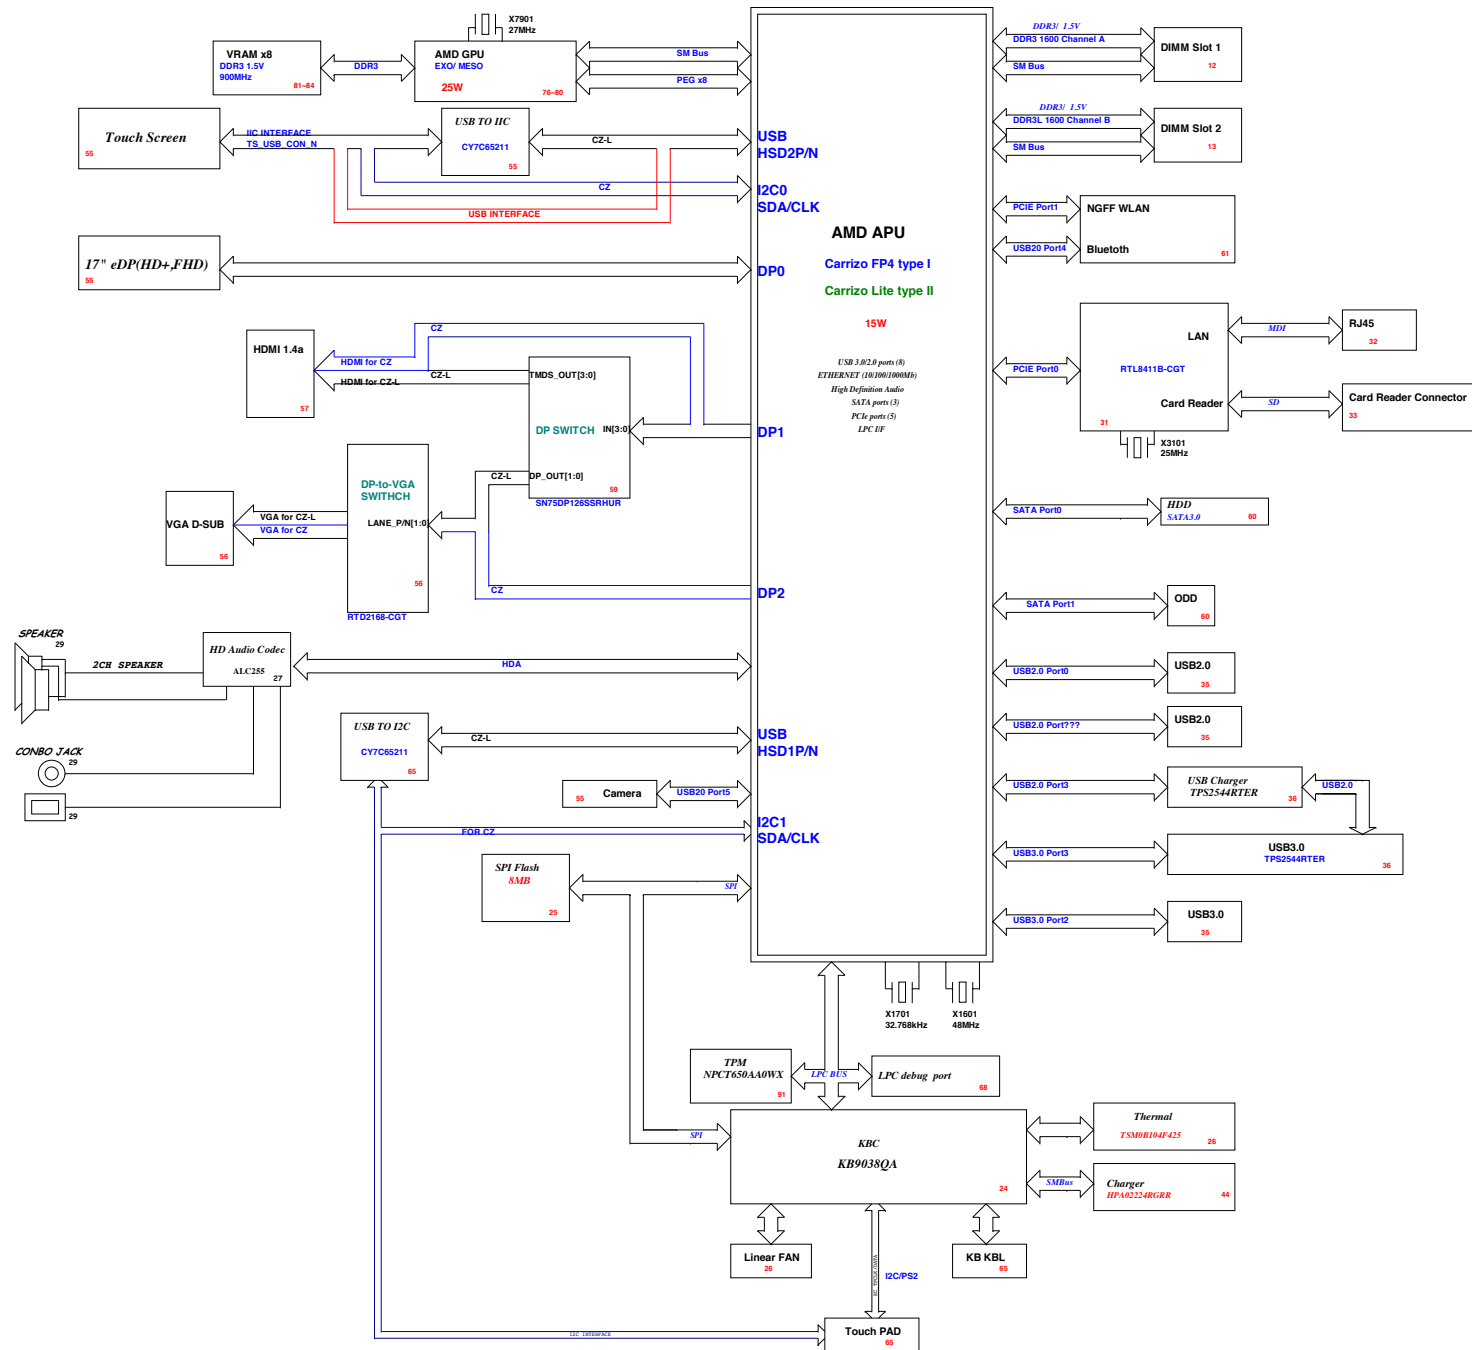 X7901
27MHz
VRAM x8
DDR3 1.5V
900MHz
81~84
DDR3
AMD GPU
EXO/ MESO
25W
76~80
SM Bus
PEG x8
Touch Screen
55
IIC INTERFACE
TS_USB_CON_N
USB TO IIC
CY7C65211
55
CZ-L
CZ
USB INTERFACE
USB
HSD2P/N
I2C0
SDA/CLK
17" eDP(HD+,FHD)
55
DP0
HDMI 1.4a
57
CZ
HDMI for CZ
CZ-L
HDMI for CZ-L
TMDS_OUT[3:0]
DP SWITCH
IN[3:0]
DP_OUT[1:0]
59
SN75DP126SSRHUR
DP1
CZ-L
DP-to-VGA
SWITHCH
LANE_P/N[1:0]
56
RTD2168-CGT
VGA D-SUB
56
VGA for CZ-L
VGA for CZ
CZ
DP2
SPEAKER
29
2CH SPEAKER
HD Audio Codec
ALC255
27
HDA
CONBO JACK
29
29
USB TO I2C
CY7C65211
65
CZ-L
USB
HSD1P/N
55
Camera
USB20 Port5
I2C1
SDA/CLK
FOR CZ
SPI Flash
8MB
25
SPI
AMD APU
Carrizo FP4 type I
Carrizo Lite type II
15W
USB 3.0/2.0 ports (8)
ETHERNET (10/100/1000Mb)
High Definition Audio
SATA ports (3)
PCIe ports (5)
LPC I/F
DDR3/ 1.5V
DDR3 1600 Channel A
SM Bus
DIMM Slot 1
12
DDR3/ 1.5V
DDR3L 1600 Channel B
SM Bus
DIMM Slot 2
13
PCIE Port1
NGFF WLAN
USB20 Port4
Bluetoth
61
PCIE Port0
LAN
RTL8411B-CGT
Card Reader
31
X3101
25MHz
MDI
RJ45
32
SD
Card Reader Connector
33
SATA Port0
HDD
SATA3.0
60
SATA Port1
ODD
60
USB2.0 Port0
USB2.0
35
USB2.0 Port???
USB2.0
35
USB2.0 Port3
USB Charger
TPS2544RTER
36
USB2.0
USB3.0 Port3
USB3.0
TPS2544RTER
36
USB3.0 Port2
USB3.0
35
X1701
32.768kHz
X1601
48MHz
TPM
NPCT650AA0WX
91
LPC BUS
LPC debug port
68
SPI
KBC
KB9038QA
24
Thermal
TSM0B104F425
26
SMBus
Charger
HPA02224RGRR
44
Linear FAN
26
I2C/PS2
KB KBL
65
I2C INTERFACE
Touch PAD
65